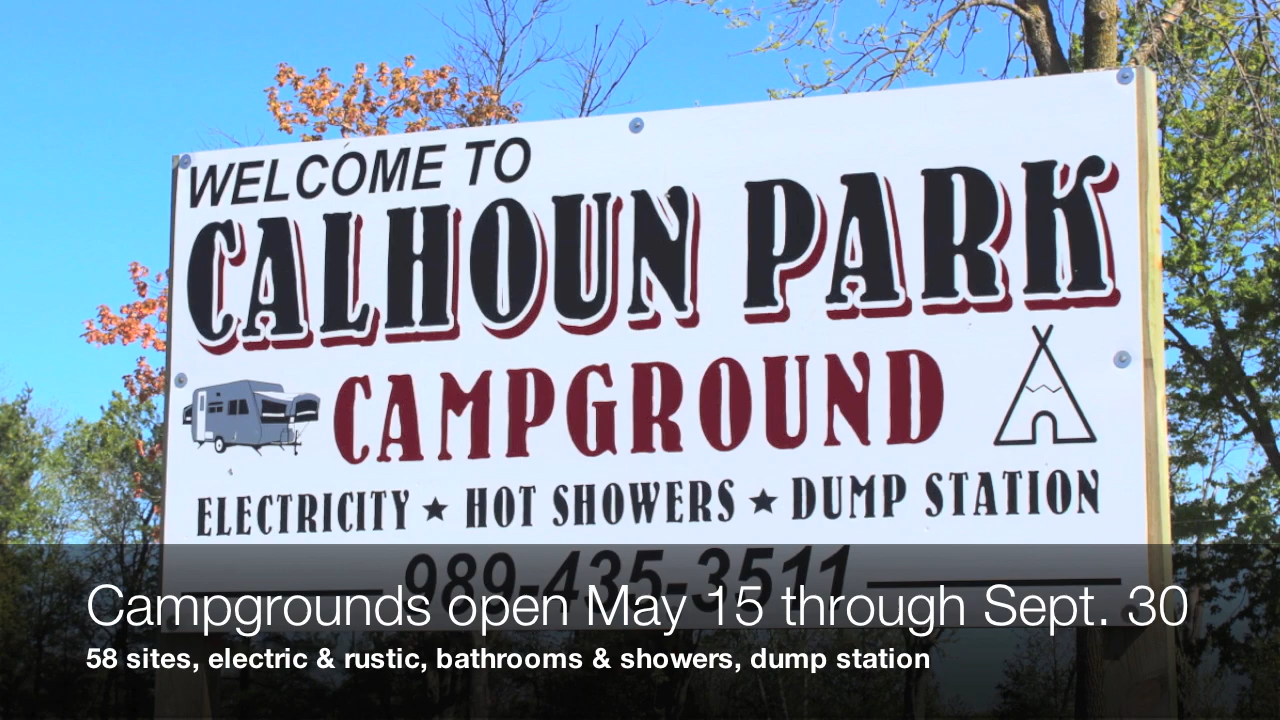 WELCOME TO
CALHOUN PARK
CAMPGROUND
ELECTRICITY ★ HOT SHOWERS ★ DUMP STATION
989-435-3511
Campgrounds open May 15 through Sept. 30
58 sites, electric & rustic, bathrooms & showers, dump station